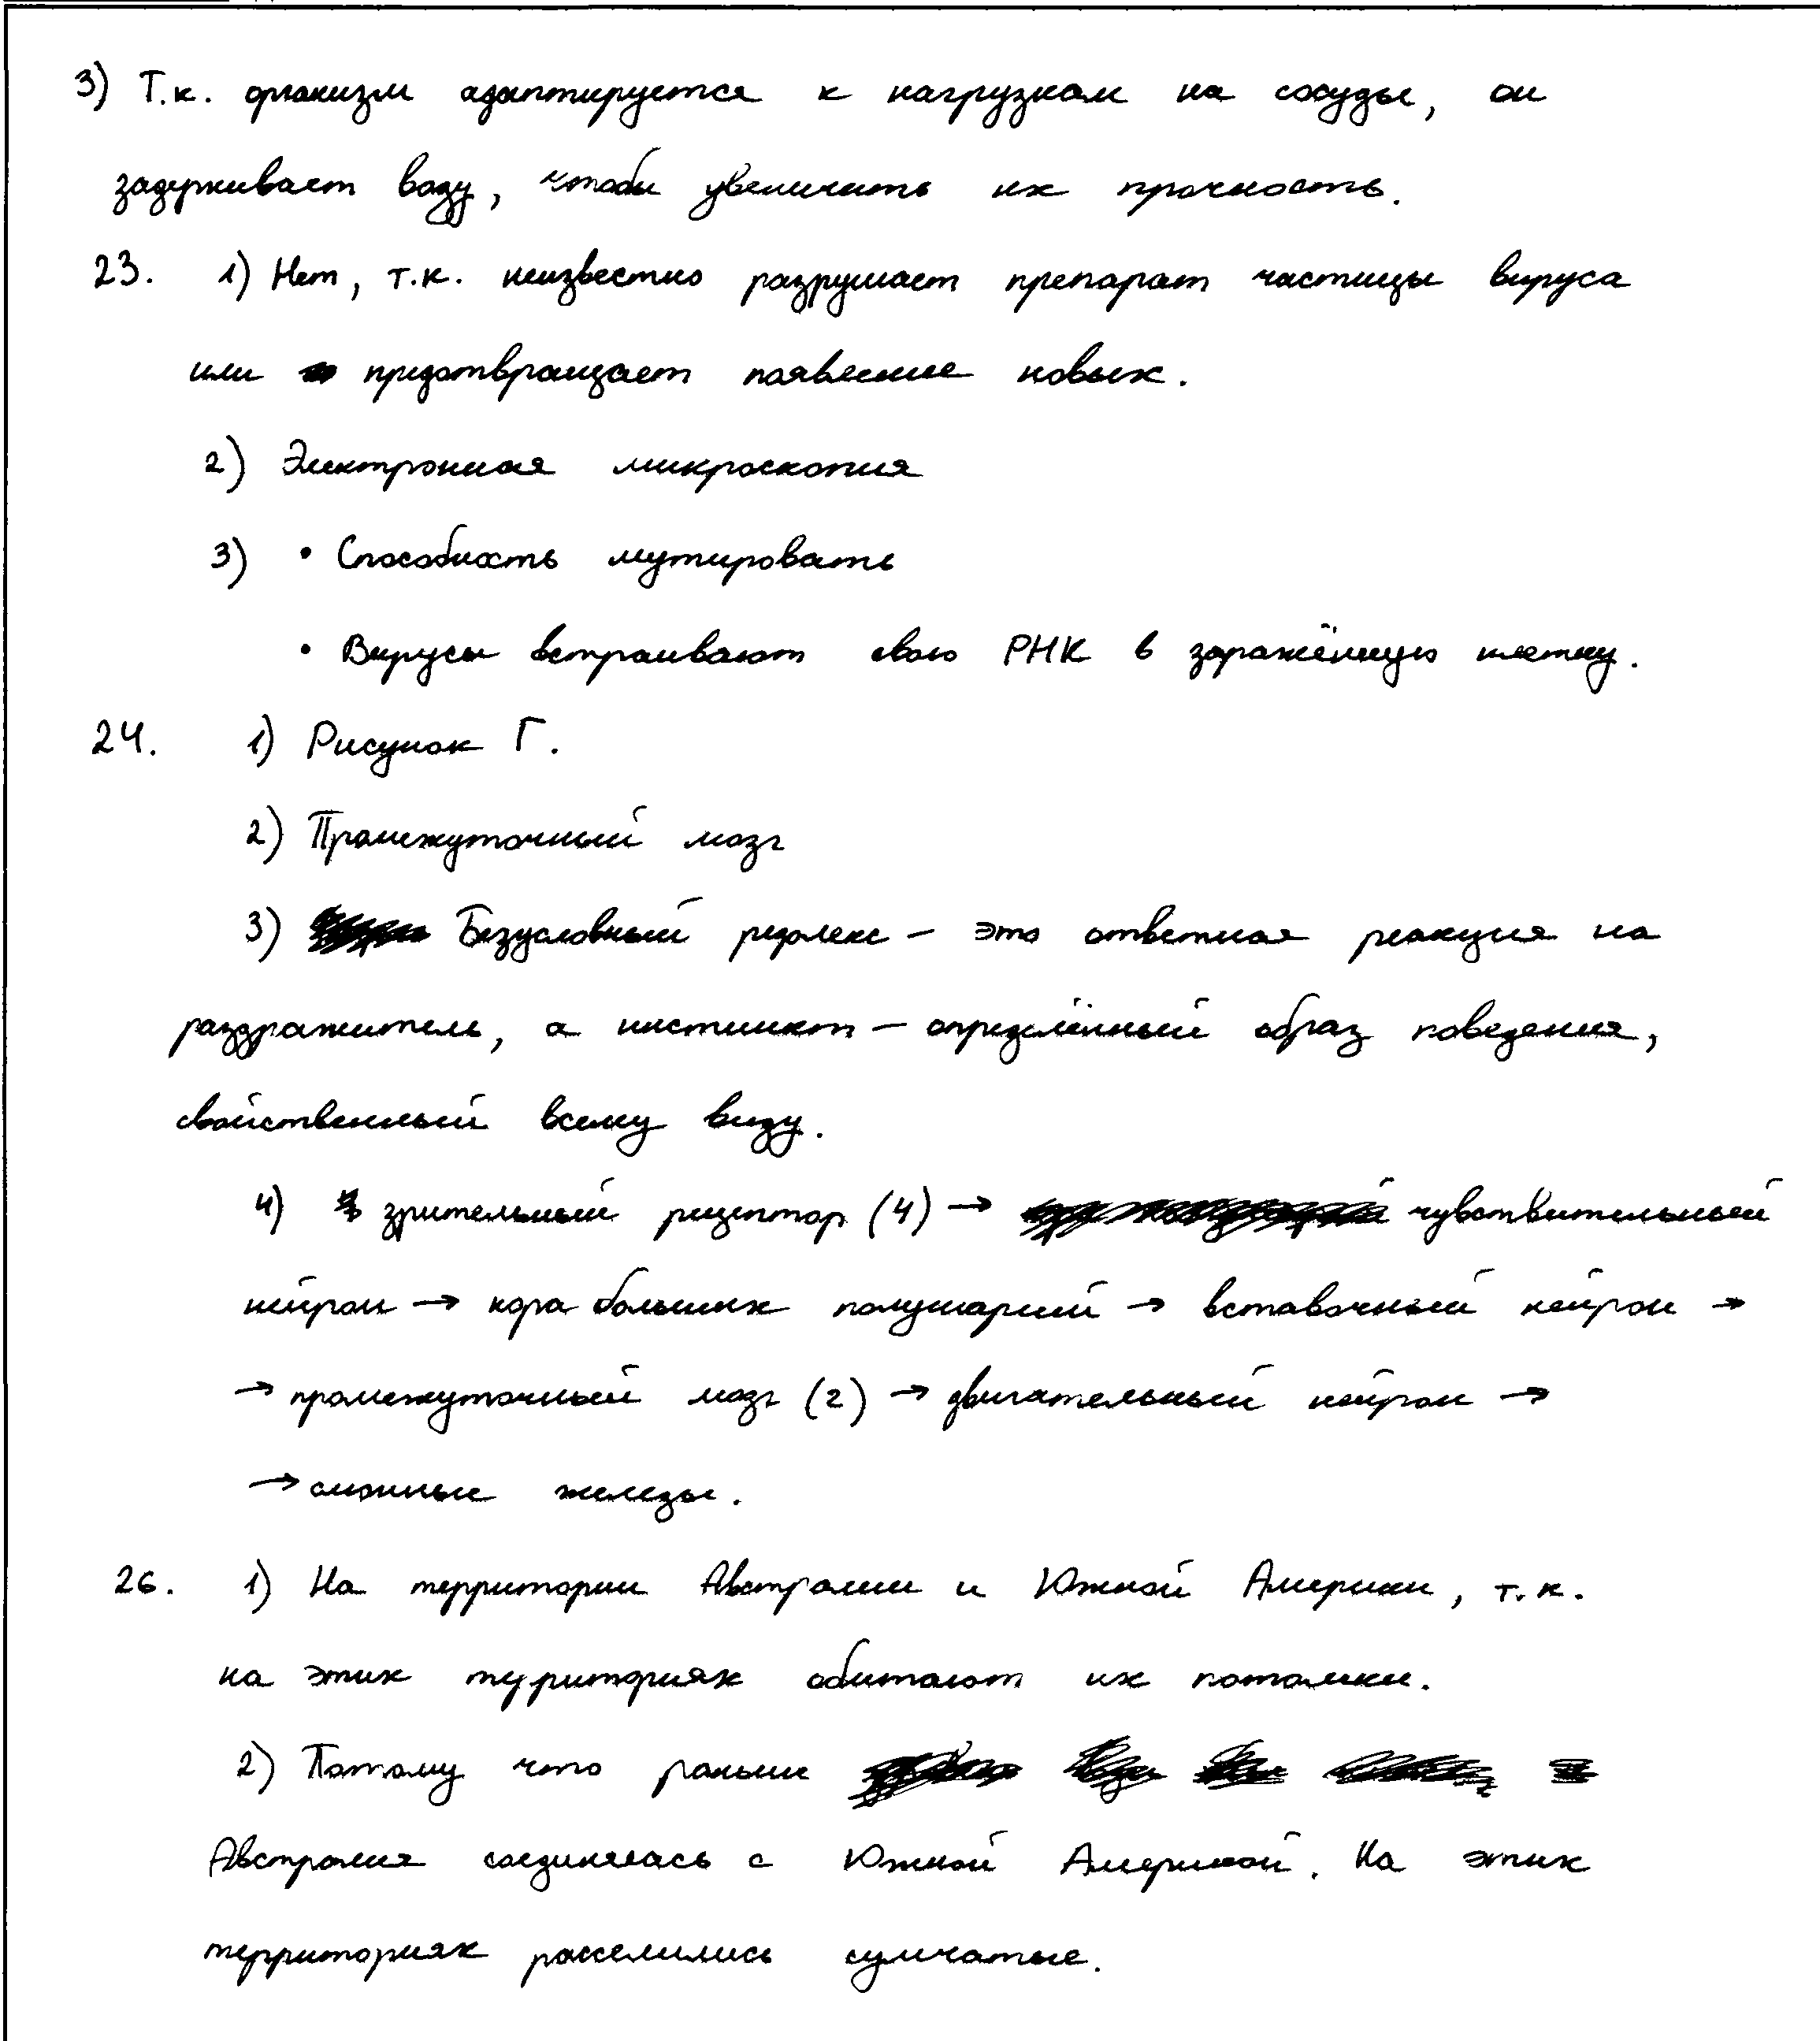 3) Т.к. организм адаптируется к нагрузкам на сосуды, он
задерживает воду, чтобы увеличить их прочность.
23. 1) Нет, т.к. неизвестно разрушает препарат частицы вируса
или предотвращает появление новых.
2) Электронная микроскопия
3) • Способность мутировать
• Вирусы встраивают свою РНК в заражённую клетку.
24. 1) Рисунок Г.
2) Промежуточный мозг
3) Безусловный рефлекс – это ответная реакция на
раздражитель, а инстинкт – определённый образ поведения,
свойственный всему виду.
4) зрительный рецептор (4) → чувствительный
нейрон → кора больших полушарий → вставочный нейрон →
→ промежуточный мозг (2) → двигательный нейрон →
→ слюнные железы.
26. 1) На территории Австралии и Южной Америки, т.к.
на этих территориях обитают их потомки.
2) Потому что раньше
Австралия соединялась с Южной Америкой. На этих
территориях расселились сумчатые.